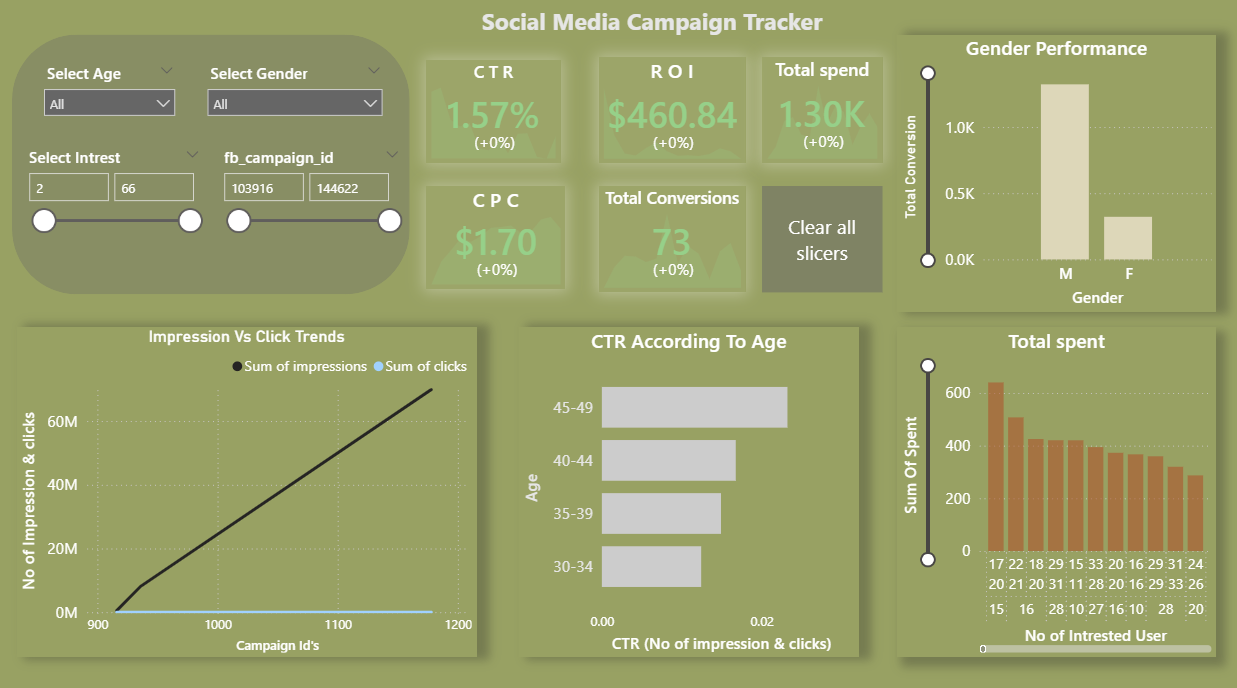 Social Media Campaign Tracker
Select Age
All
Select Gender
All
Select Intrest
2
66
fb_campaign_id
103916
144622
CTR
1.57%
(+0%)
ROI
$460.84
(+0%)
Total spend
1.30K
(+0%)
CPC
$1.70
(+0%)
Total Conversions
73
(+0%)
Clear all
slicers
Gender Performance
Total Conversion
1.0K
0.5K
0.0K
M F
Gender
Impression Vs Click Trends
Sum of impressions Sum of clicks
No of Impression & clicks
60M
40M
20M
0M
900 1000 1100 1200
Campaign Id's
CTR According To Age
Age
45-49
40-44
35-39
30-34
0.00 0.02
CTR (No of impression & clicks)
Total spent
Sum Of Spent
600
400
200
0
17 22 18 29 15 33 20 16 29 31 24
20 21 20 31 11 28 20 16 29 33 26
15 16 28 10 27 16 10 28 20
No of Intrested User